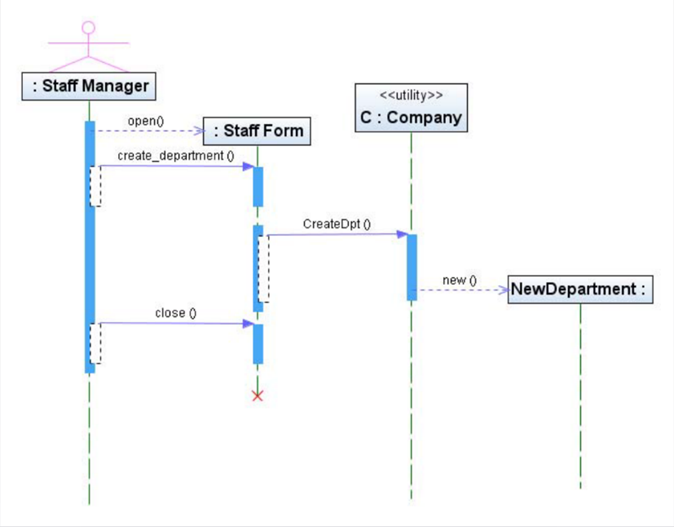 : Staff Manager
<<utility>>
C : Company
open()
: Staff Form
create_department ()
CreateDpt ()
new ()
NewDepartment :
close ()